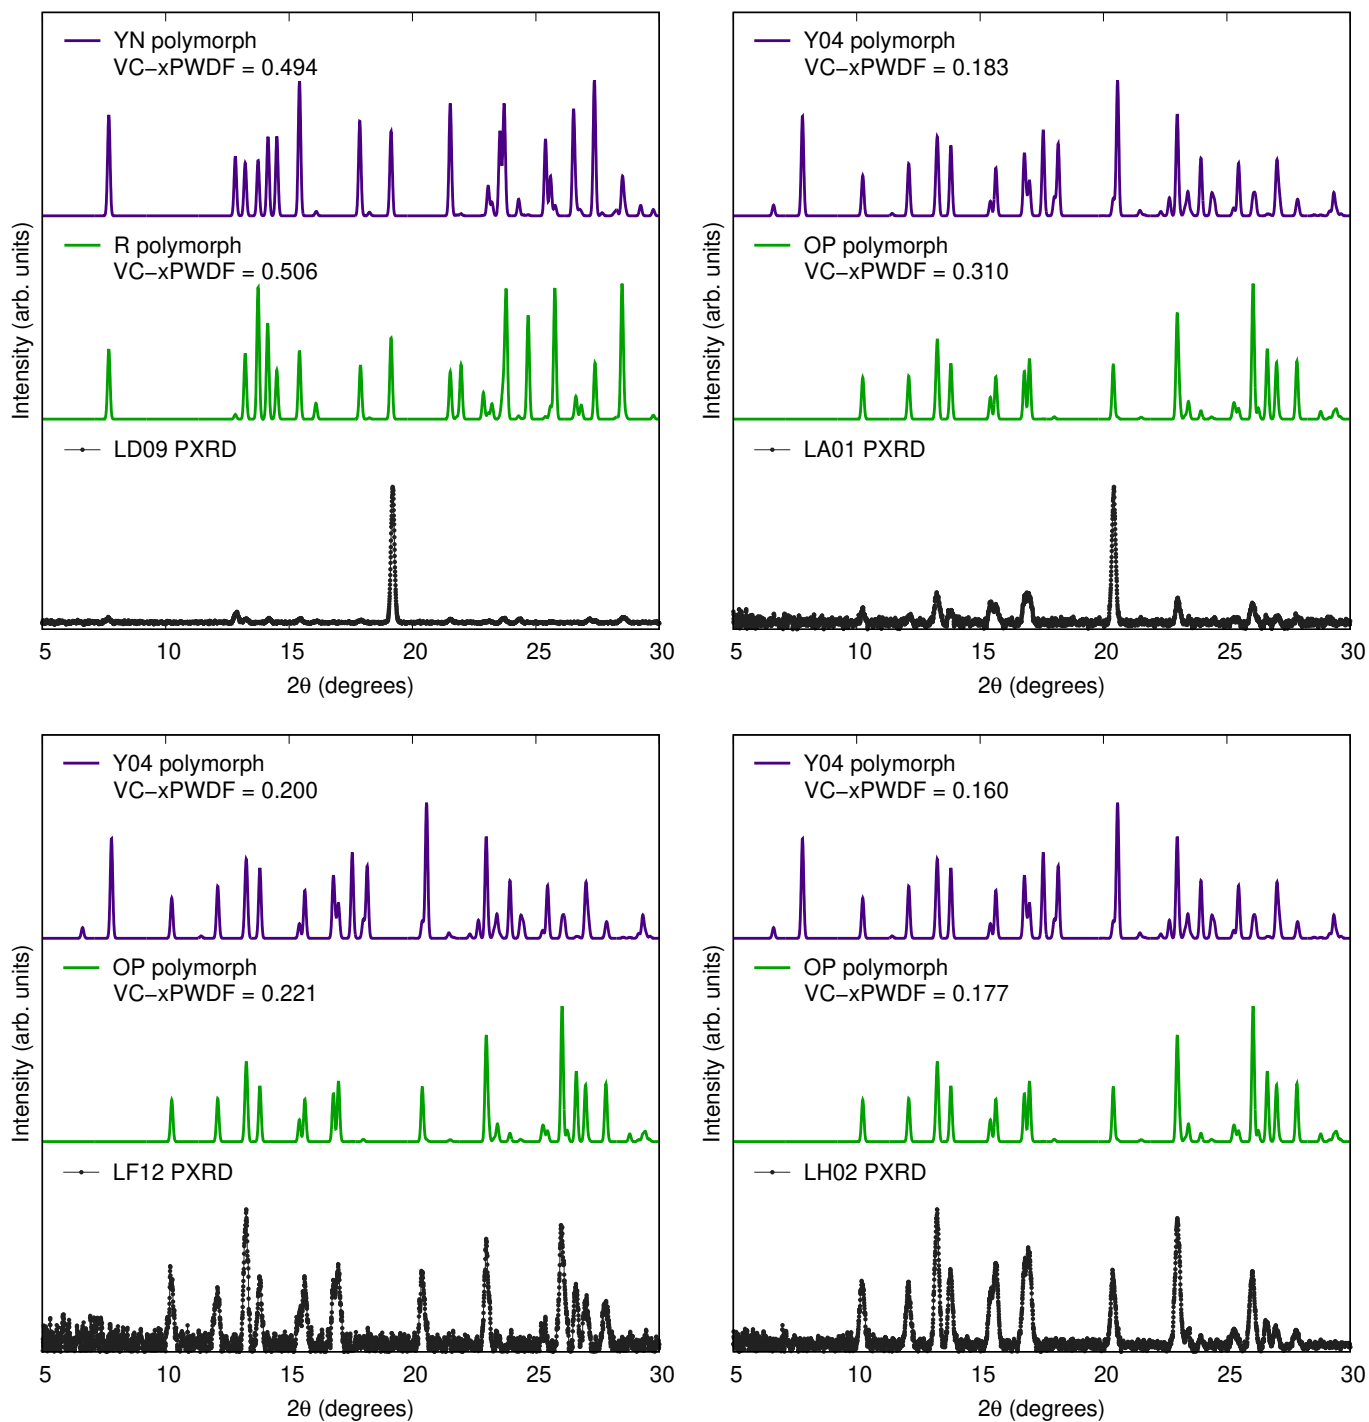 YN polymorph
VC−xPWDF = 0.494
R polymorph
VC−xPWDF = 0.506
LD09 PXRD
Intensity (arb. units)
5 10 15 20 25 30
2θ (degrees)
Y04 polymorph
VC−xPWDF = 0.183
OP polymorph
VC−xPWDF = 0.310
LA01 PXRD
Intensity (arb. units)
5 10 15 20 25 30
2θ (degrees)
Y04 polymorph
VC−xPWDF = 0.200
OP polymorph
VC−xPWDF = 0.221
LF12 PXRD
Intensity (arb. units)
5 10 15 20 25 30
2θ (degrees)
Y04 polymorph
VC−xPWDF = 0.160
OP polymorph
VC−xPWDF = 0.177
LH02 PXRD
Intensity (arb. units)
5 10 15 20 25 30
2θ (degrees)